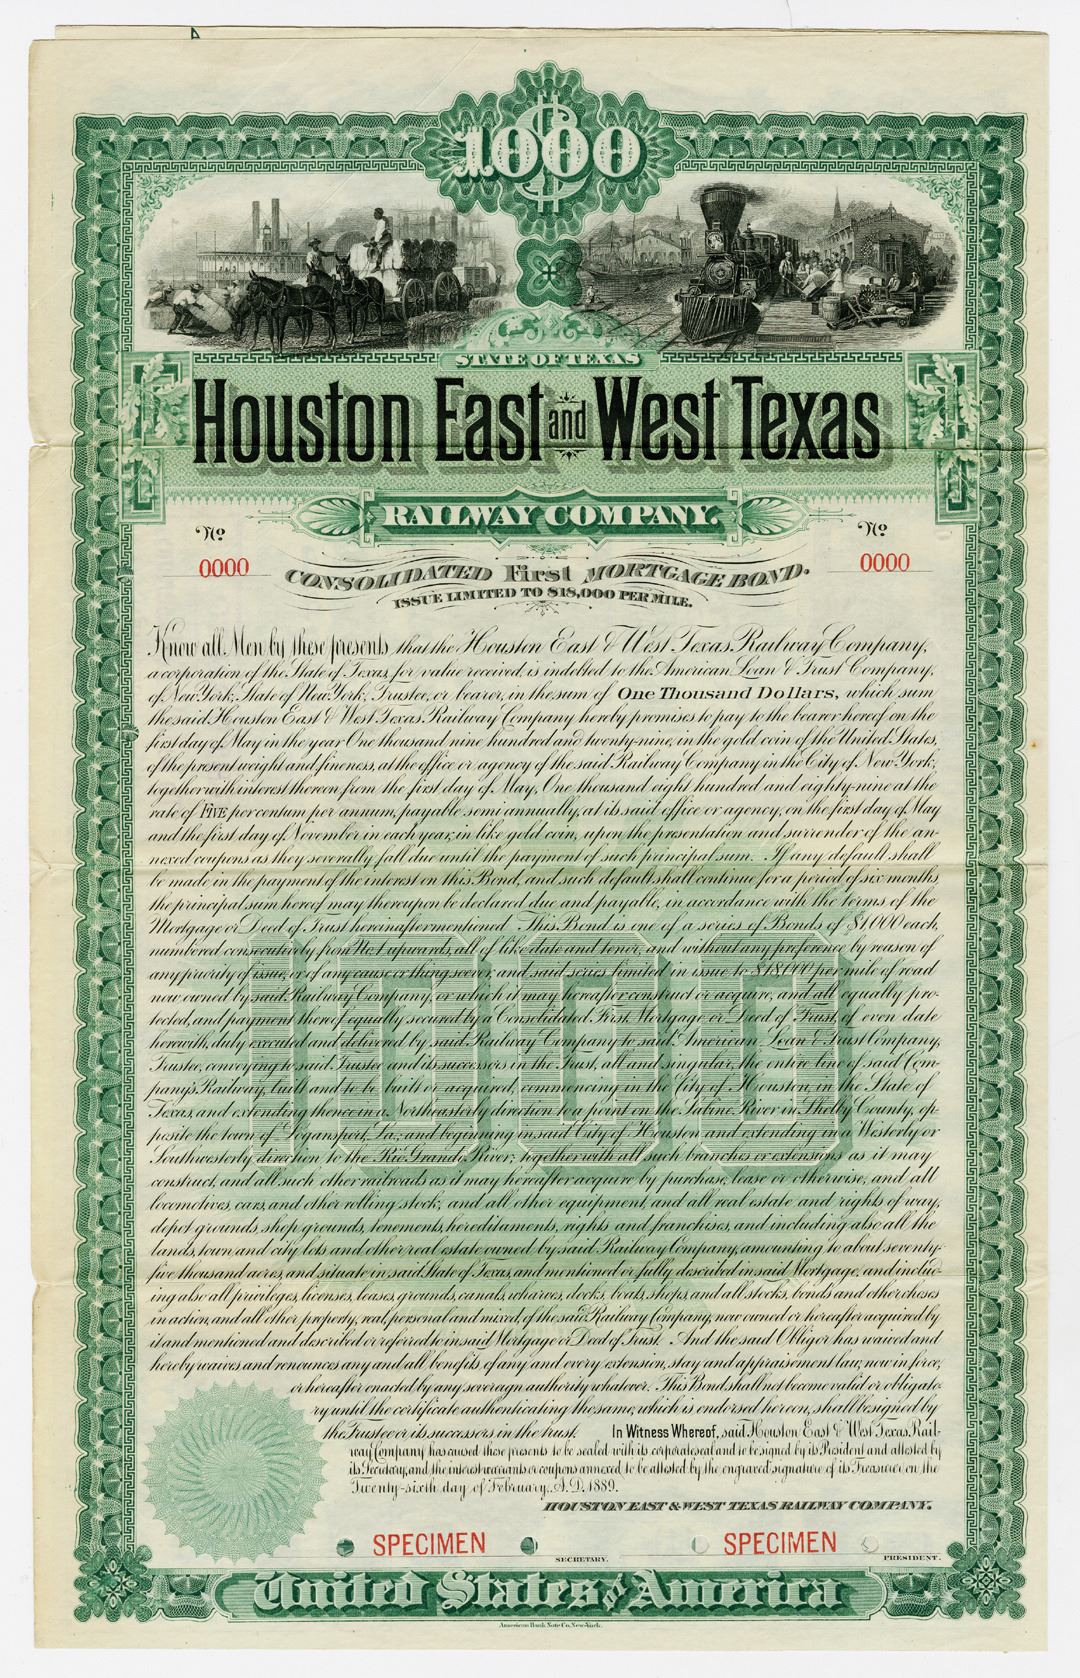 $1000
STATE OF TEXAS
Houston East and West Texas
RAILWAY COMPANY.
No 0000
No 0000
CONSOLIDATED First MORTGAGE BOND.
ISSUE LIMITED TO $18,000 PER MILE.
Know all Men by these presents that the Houston East & West Texas Railway Company,
a corporation of the State of Texas, for value received, is indebted to the American Loan & Trust Company,
of New York, State of New York, Trustee, or bearer, in the sum of One Thousand Dollars, which sum
the said Houston East & West Texas Railway Company hereby promises to pay to the bearer hereof on the
first day of May in the year One thousand nine hundred and twenty-nine, in the gold coin of the United States,
of the present weight and fineness, at the office or agency of the said Railway Company in the City of New York,
together with interest thereon from the first day of May, One thousand eight hundred and eighty-nine at the
rate of FIVE per centum per annum, payable semi annually, at its said office or agency, on the first day of May
and the first day of November in each year, in like gold coin, upon the presentation and surrender of the an-
nexed coupons as they severally fall due until the payment of such principal sum. If any default shall
be made in the payment of the interest on this Bond, and such default shall continue for a period of six months
the principal sum hereof may thereupon be declared due and payable, in accordance with the terms of the
Mortgage or Deed of Trust hereinafter mentioned. This Bond is one of a series of Bonds of $1,000 each,
numbered consecutively from No. 1 upwards, all of like date and tenor, and without any preference by reason of
any priority of issue, or of any cause or thing soever, and said series limited in issue to $18,000 per mile of road
now owned by said Railway Company, or which it may hereafter construct or acquire, and all equally pro-
tected, and payment thereof equally secured by a Consolidated First Mortgage or Deed of Trust, of even date
herewith, duly executed and delivered by said Railway Company to said American Loan & Trust Company,
Trustee, conveying to said Trustee and its successors in the Trust, all and singular, the entire line of said Com-
pany's Railway, built and to be built or acquired, commencing in the City of Houston, in the State of
Texas, and extending thence in a Northeasterly direction to a point on the Sabine River in Shelby County, op-
posite the town of Logansport, La., and beginning in said City of Houston and extending in a Westerly or
Southwesterly direction to the Rio Grande River; together with all such branches or extensions as it may
construct, and all such other railroads as it may hereafter acquire by purchase, lease or otherwise, and all
locomotives, cars, and other rolling stock, and all other equipment, and all real estate and rights of way,
depot grounds, shop grounds, tenements, hereditaments, rights and franchises, and including also all the
lands, town and city lots and other real estate owned by said Railway Company, amounting to about seventy-
five thousand acres, and situate in said State of Texas, and mentioned or fully described in said Mortgage, and includ-
ing also all privileges, licenses, leases, grounds, canals, wharves, docks, boats, shops, and all stocks, bonds and other choses
in action, and all other property, real, personal and mixed, of the said Railway Company, now owned or hereafter acquired by
it and mentioned and described or referred to in said Mortgage or Deed of Trust. And the said Obligor has waived and
hereby waives and renounces any and all benefits of any and every extension, stay and appraisement law, now in force,
or hereafter enacted by any sovereign authority whatever. This Bond shall not become valid or obligato-
ry until the certificate authenticating the same, which is endorsed hereon, shall be signed by
the Trustee or its successors in the trust. In Witness Whereof, said Houston East & West Texas Rail-
way Company has caused these presents to be sealed with its corporate seal and to be signed by its President and attested by
its Secretary, and the interest warrants or coupons annexed to be attested by the engraved signature of its Treasurer on the
Twenty-sixth day of February, A.D. 1889.
HOUSTON EAST & WEST TEXAS RAILWAY COMPANY.
SPECIMEN SPECIMEN
SECRETARY. PRESIDENT.
United States of America
American Bank Note Co. New York.
1000